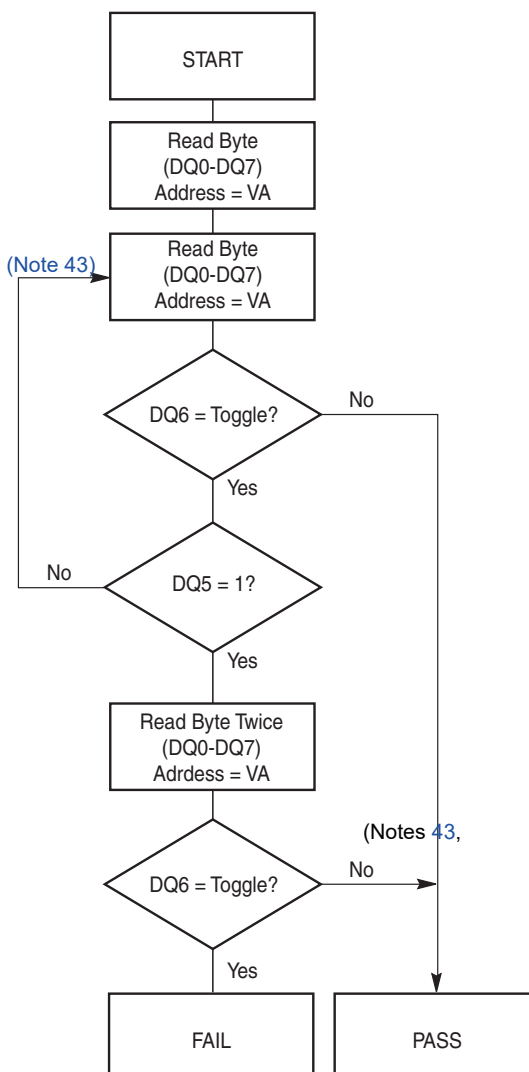 START
Read Byte
(DQ0-DQ7)
Address = VA
(Note 43)
Read Byte
(DQ0-DQ7)
Address = VA
DQ6 = Toggle?
No
Yes
DQ5 = 1?
No
Yes
Read Byte Twice
(DQ0-DQ7)
Adrdess = VA
(Notes 43,
DQ6 = Toggle?
No
Yes
FAIL
PASS